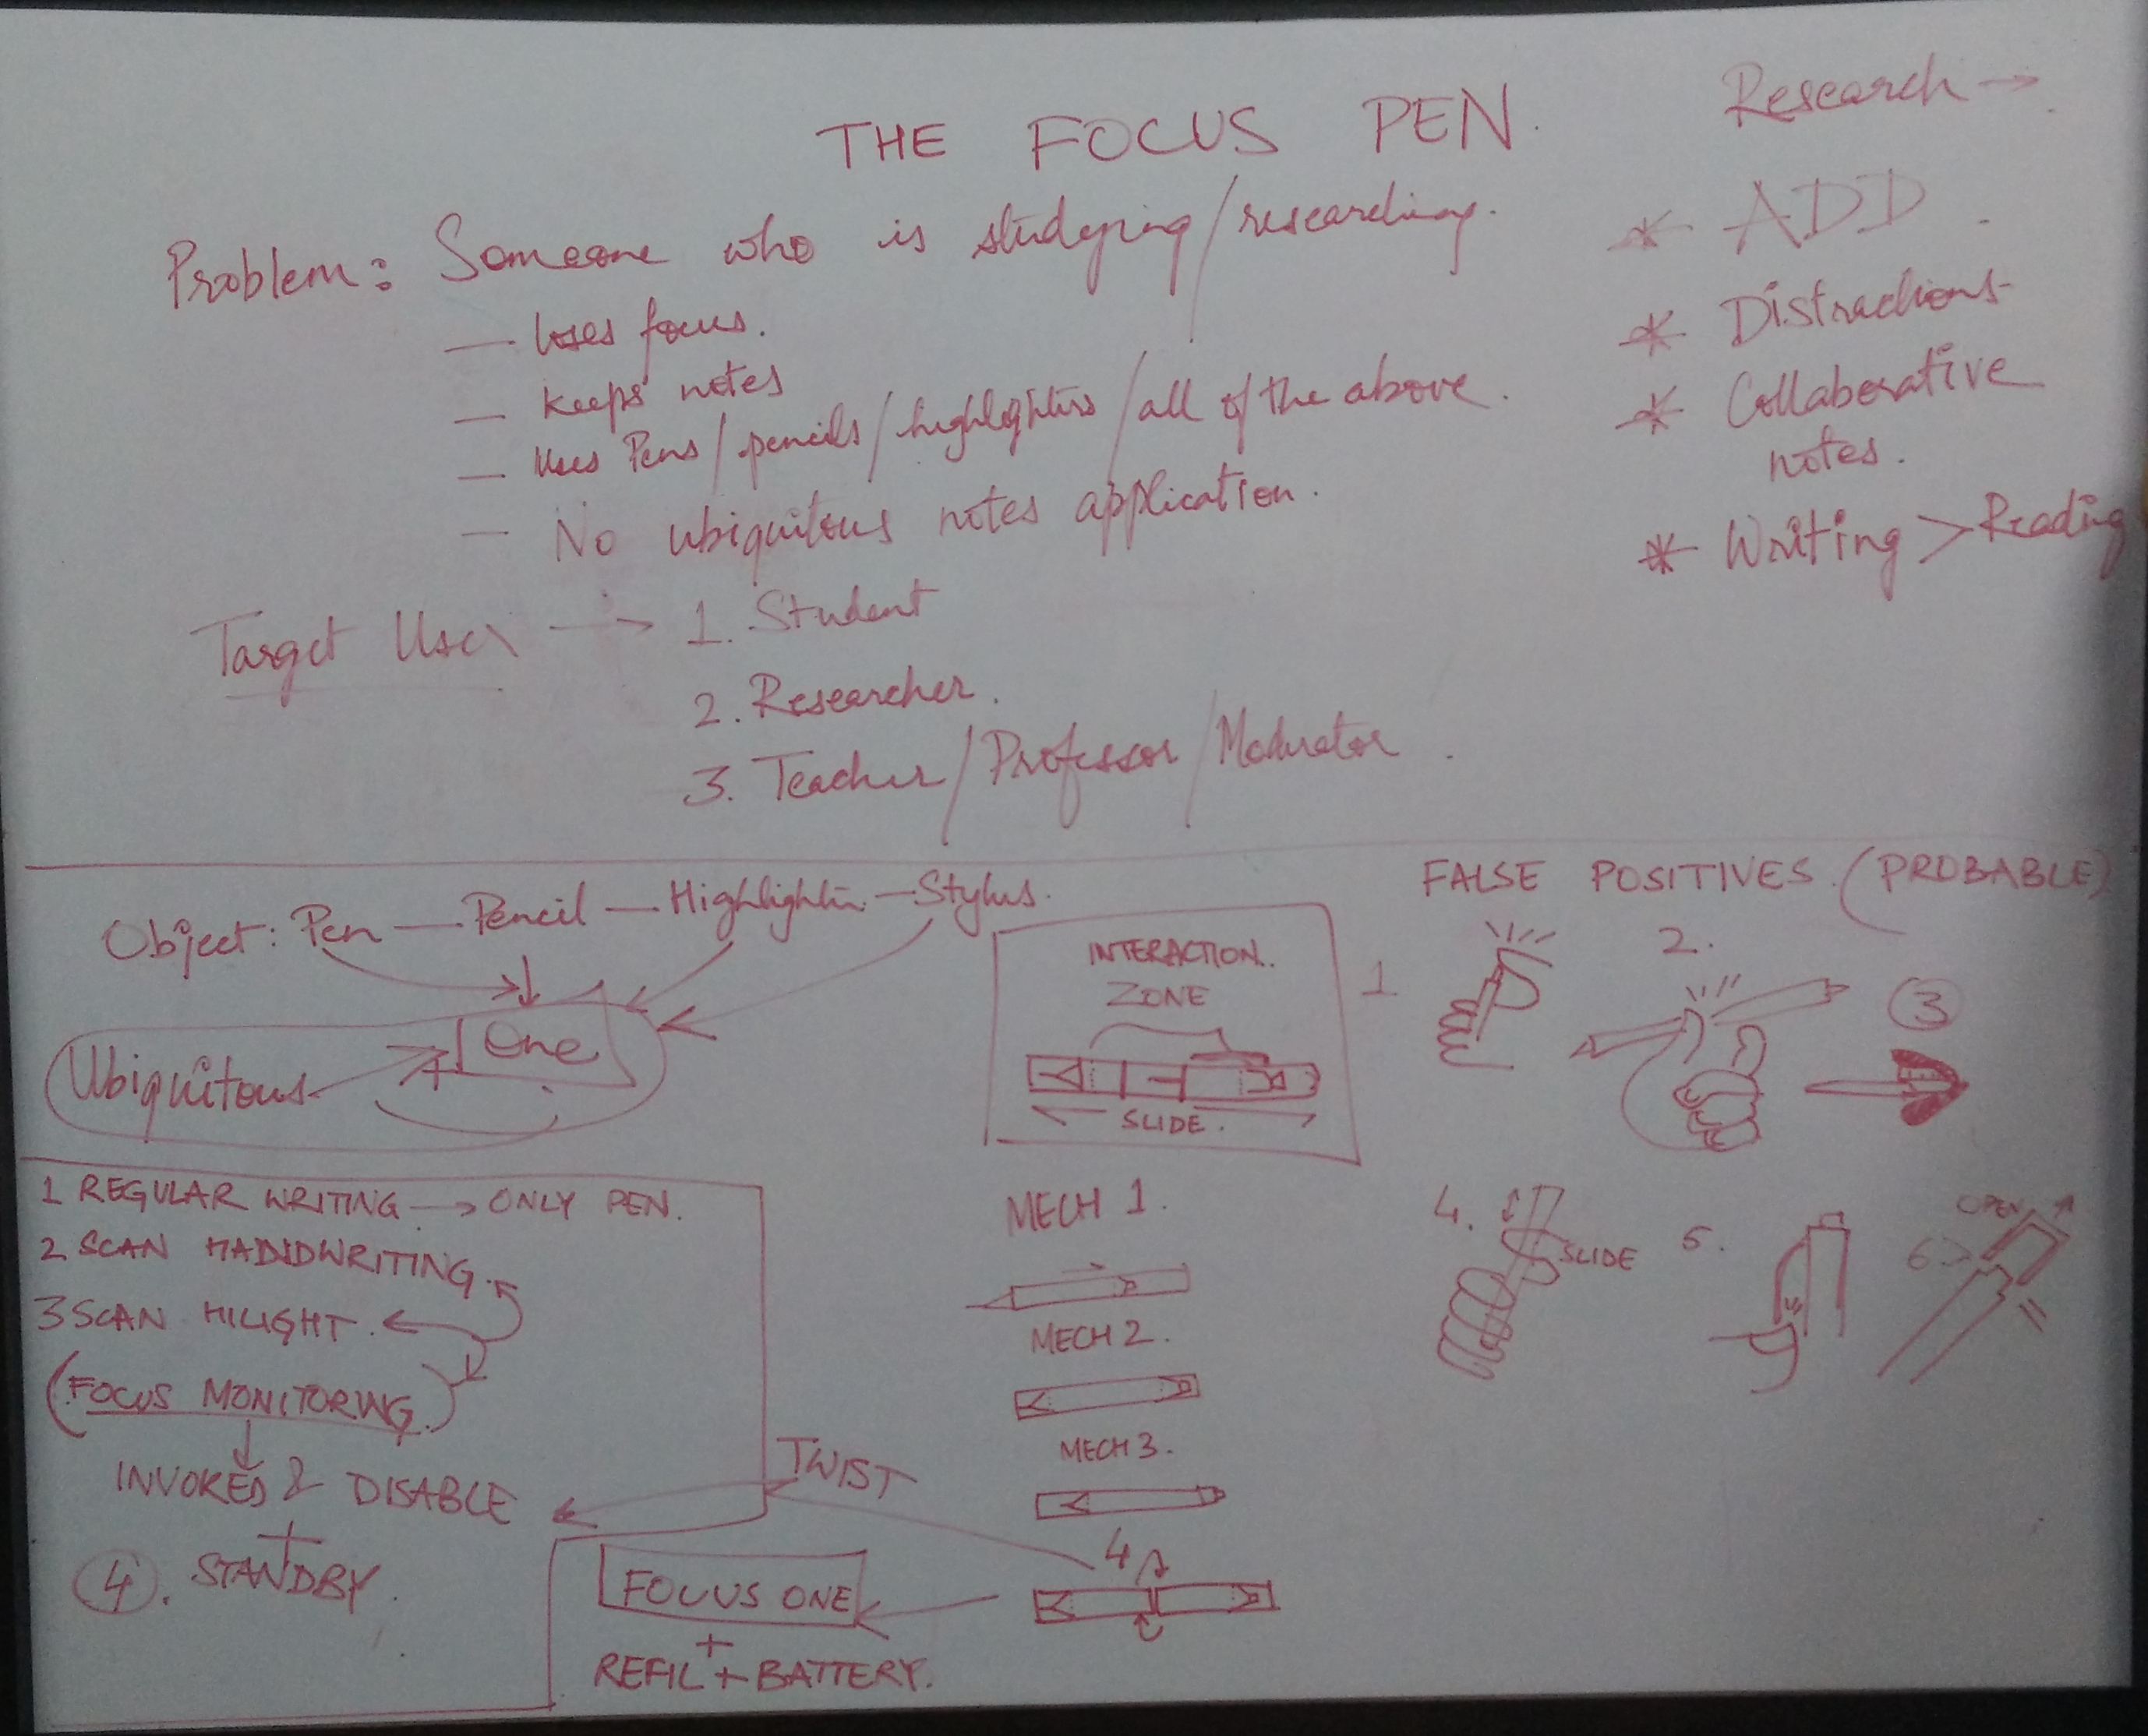 THE FOCUS PEN.
Problem: Someone who is studying/researching.
— loses focus.
— keeps notes
— Uses Pens/pencils/highlighters/all of the above.
— No ubiquitous notes application.
Target User → 1. Student
2. Researcher.
3. Teacher/Professor/Moderator.
Research →
* ADD
* Distractions
* Collaborative
notes.
* Writing > Reading
Object: Pen — Pencil — Highlighter — Stylus.
One
Ubiquitous
INTERACTION.
ZONE
SLIDE.
FALSE POSITIVES. (PROBABLE)
1
2.
3
4.
SLIDE
5.
6
OPEN
1 REGULAR WRITING → ONLY PEN.
2 SCAN HANDWRITING.
3 SCAN HILIGHT.
(FOCUS MONITORING.)
INVOKED & DISABLE
+
4. STANDBY.
MECH 1.
MECH 2.
MECH 3.
4
TWIST
FOCUS ONE
+
REFIL + BATTERY.